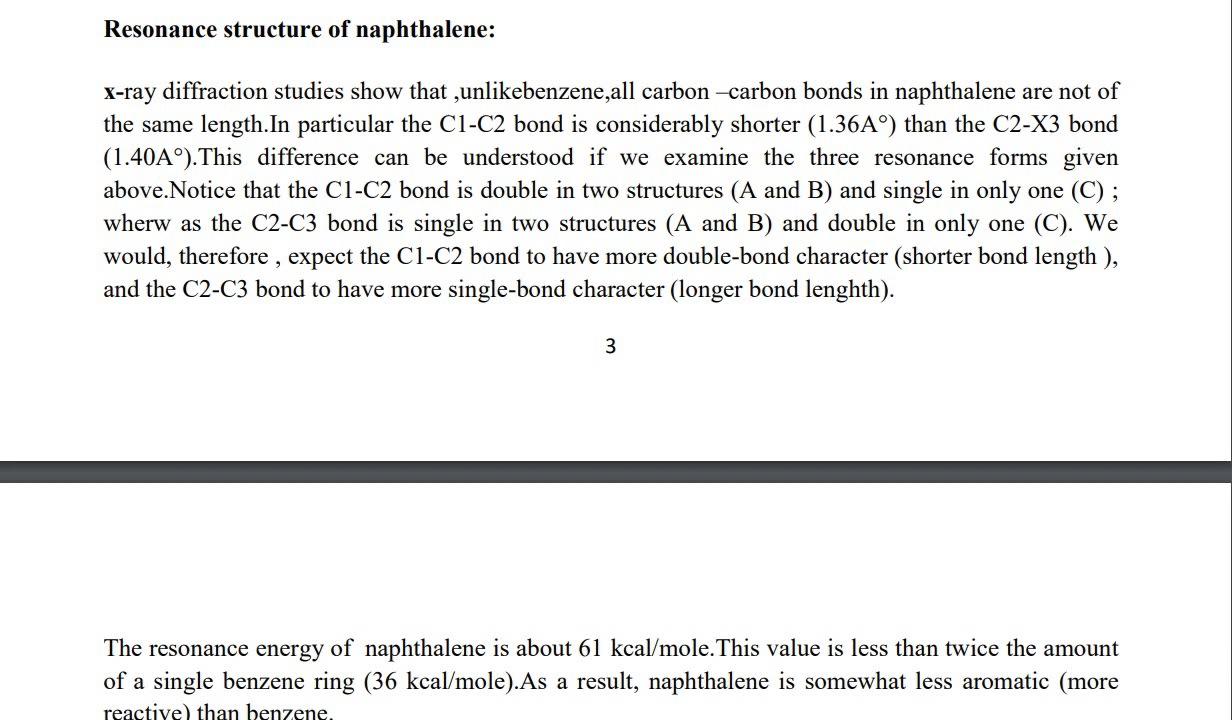 Resonance structure of naphthalene:
x-ray diffraction studies show that ,unlikebenzene,all carbon –carbon bonds in naphthalene are not of
the same length.In particular the C1-C2 bond is considerably shorter (1.36A°) than the C2-X3 bond
(1.40A°).This difference can be understood if we examine the three resonance forms given
above.Notice that the C1-C2 bond is double in two structures (A and B) and single in only one (C) ;
wherw as the C2-C3 bond is single in two structures (A and B) and double in only one (C). We
would, therefore , expect the C1-C2 bond to have more double-bond character (shorter bond length ),
and the C2-C3 bond to have more single-bond character (longer bond lenghth).
3
The resonance energy of naphthalene is about 61 kcal/mole.This value is less than twice the amount
of a single benzene ring (36 kcal/mole).As a result, naphthalene is somewhat less aromatic (more
reactive) than benzene.